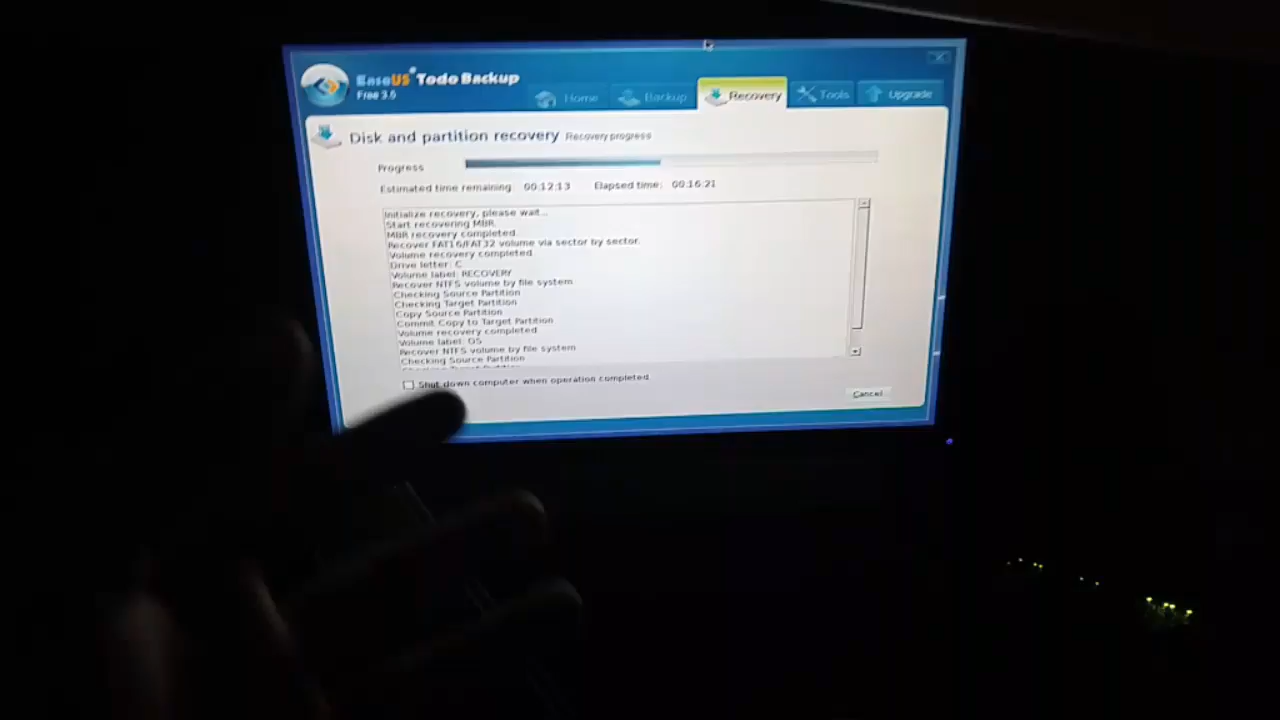 EaseUS Todo Backup
Free 3.5
Home Backup Recovery Tools Upgrade
Disk and partition recovery Recovery progress
Progress
Estimated time remaining: 00:12:13 Elapsed time: 00:16:21
Initialize recovery, please wait...
Start recovering MBR.
MBR recovery completed.
Recover FAT16/FAT32 volume via sector by sector.
Volume recovery completed
Drive letter: C
Volume label: RECOVERY
Recover NTFS volume by file system
Checking Source Partition
Checking Target Partition
Copy Source Partition
Commit Copy to Target Partition
Volume recovery completed
Volume label: OS
Recover NTFS volume by file system
Checking Source Partition
Shut down computer when operation completed
Cancel